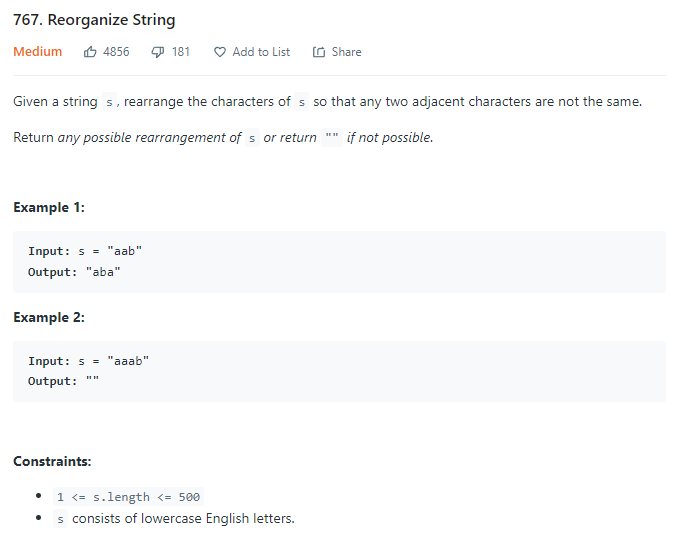 767. Reorganize String
Medium 4856 181 Add to List Share
Given a string s, rearrange the characters of s so that any two adjacent characters are not the same.
Return any possible rearrangement of s or return "" if not possible.
Example 1:
Input: s = "aab"
Output: "aba"
Example 2:
Input: s = "aaab"
Output: ""
Constraints:
• 1 <= s.length <= 500
• s consists of lowercase English letters.